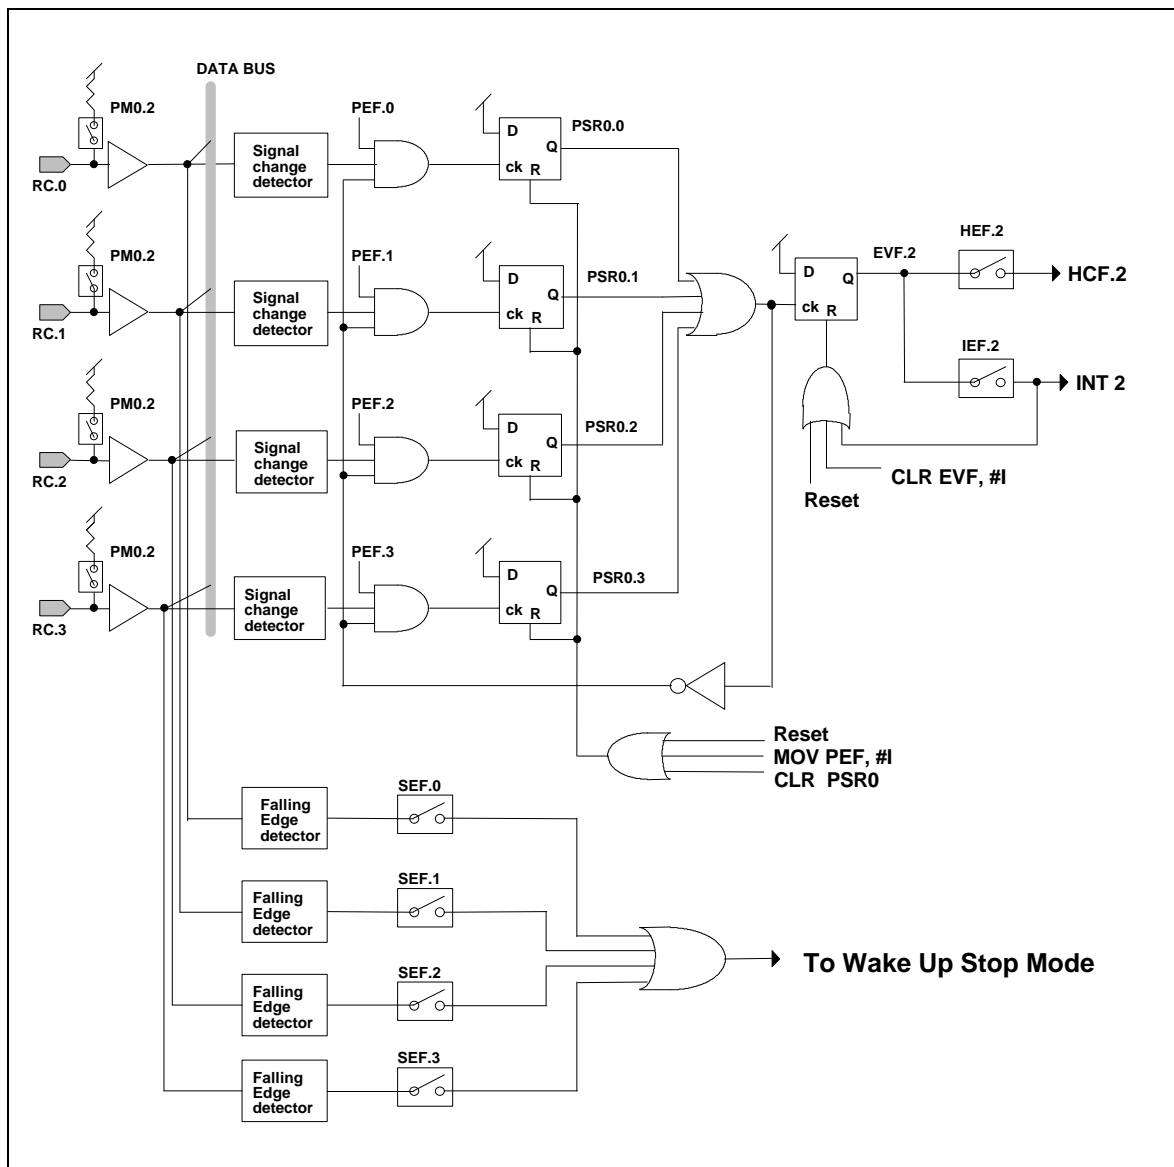 DATA BUS
PM0.2
RC.0
Signal
change
detector
PEF.0
D
Q
ck
R
PSR0.0
PM0.2
RC.1
Signal
change
detector
PEF.1
D
Q
ck
R
PSR0.1
PM0.2
RC.2
Signal
change
detector
PEF.2
D
Q
ck
R
PSR0.2
PM0.2
RC.3
Signal
change
detector
PEF.3
D
Q
ck
R
PSR0.3
D
Q
ck
R
EVF.2
HEF.2
HCF.2
IEF.2
INT 2
CLR EVF, #I
Reset
Reset
MOV PEF, #I
CLR PSR0
Falling
Edge
detector
SEF.0
Falling
Edge
detector
SEF.1
Falling
Edge
detector
SEF.2
Falling
Edge
detector
SEF.3
To Wake Up Stop Mode